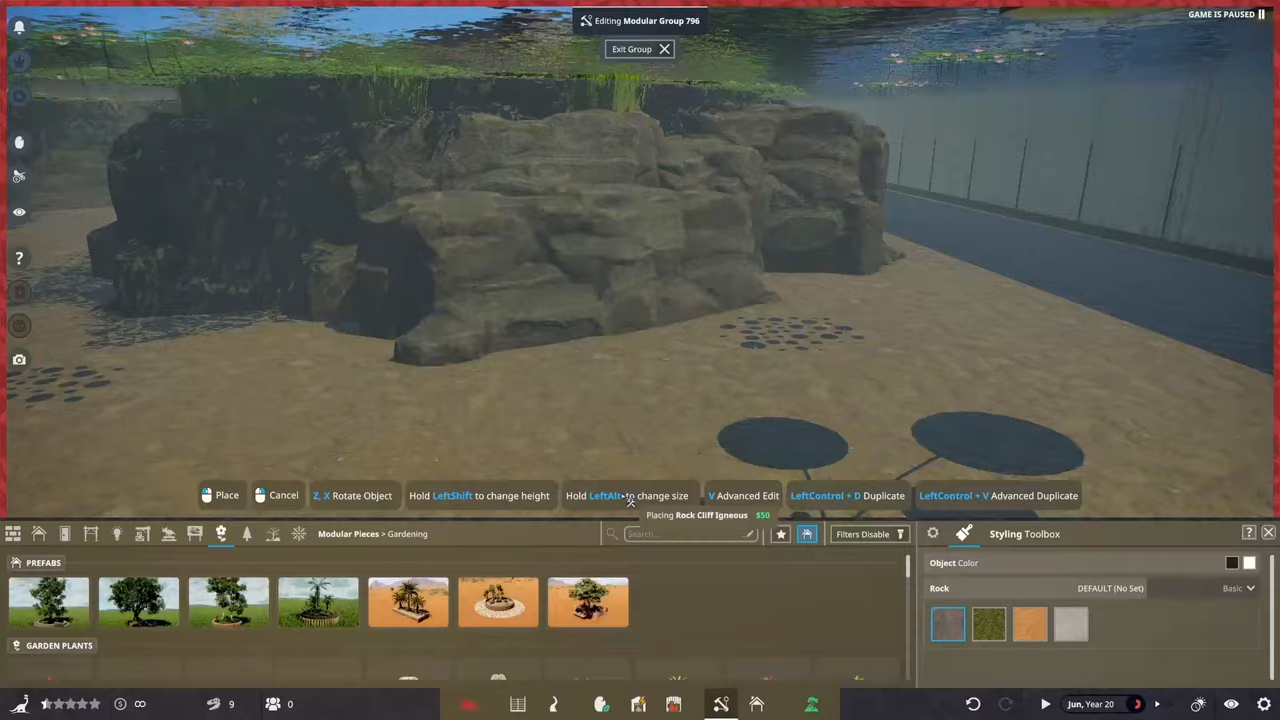 Editing Modular Group 796
GAME IS PAUSED
Exit Group
?
Place
Cancel
Z, X Rotate Object
Hold LeftShift to change height
Hold LeftAlt to change size
V Advanced Edit
LeftControl + D Duplicate
LeftControl + V Advanced Duplicate
Placing Rock Cliff Igneous $50
Modular Pieces > Gardening
Search...
Filters Disable
Styling Toolbox
?
PREFABS
Object Color
Rock
DEFAULT (No Set)
Basic
GARDEN PLANTS
9
0
Jun, Year 20